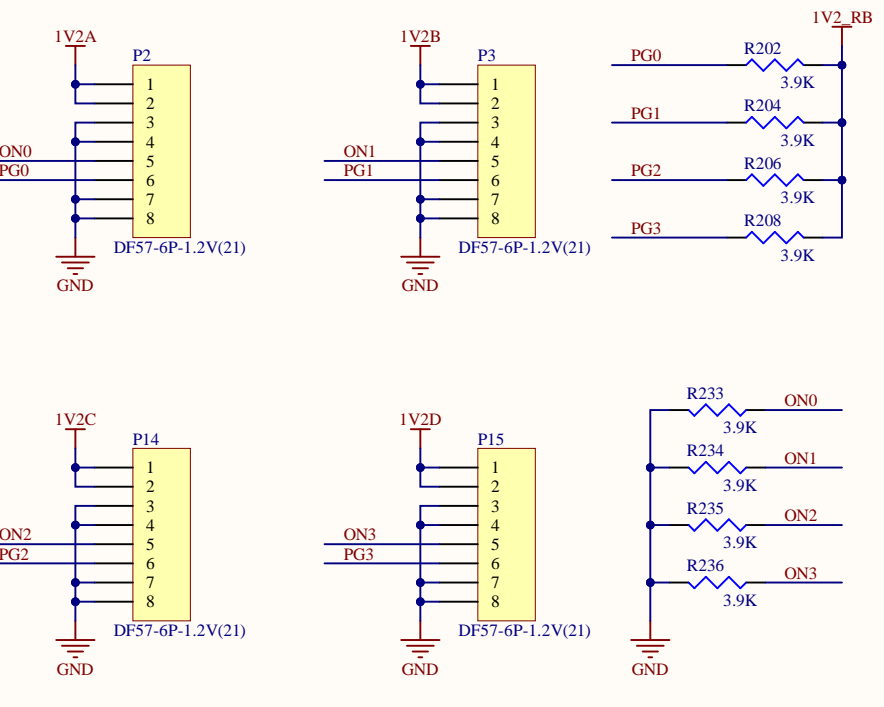 1V2A
P2
1
2
3
4
5
6
7
8
ON0
PG0
DF57-6P-1.2V(21)
GND
1V2B
P3
1
2
3
4
5
6
7
8
ON1
PG1
DF57-6P-1.2V(21)
GND
1V2_RB
PG0
R202
3.9K
PG1
R204
3.9K
PG2
R206
3.9K
PG3
R208
3.9K
1V2C
P14
1
2
3
4
5
6
7
8
ON2
PG2
DF57-6P-1.2V(21)
GND
1V2D
P15
1
2
3
4
5
6
7
8
ON3
PG3
DF57-6P-1.2V(21)
GND
R233
ON0
3.9K
R234
ON1
3.9K
R235
ON2
3.9K
R236
ON3
3.9K
GND